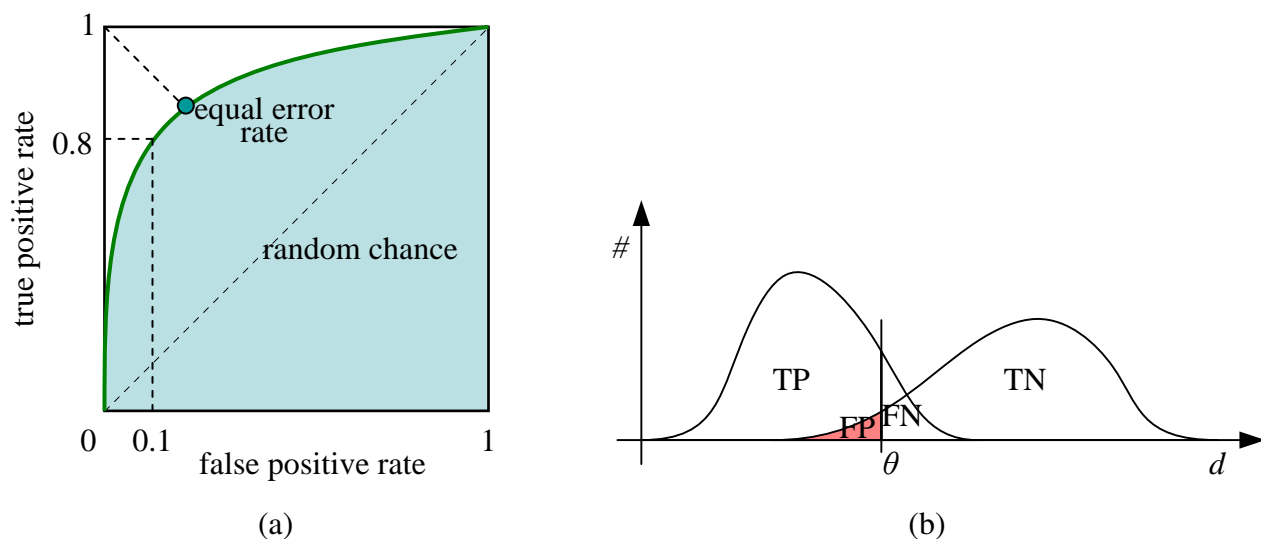 1
equal error
rate
0.8
true positive rate
random chance
0
0.1
1
false positive rate
(a)
#
TP
TN
FP
FN
θ
d
(b)